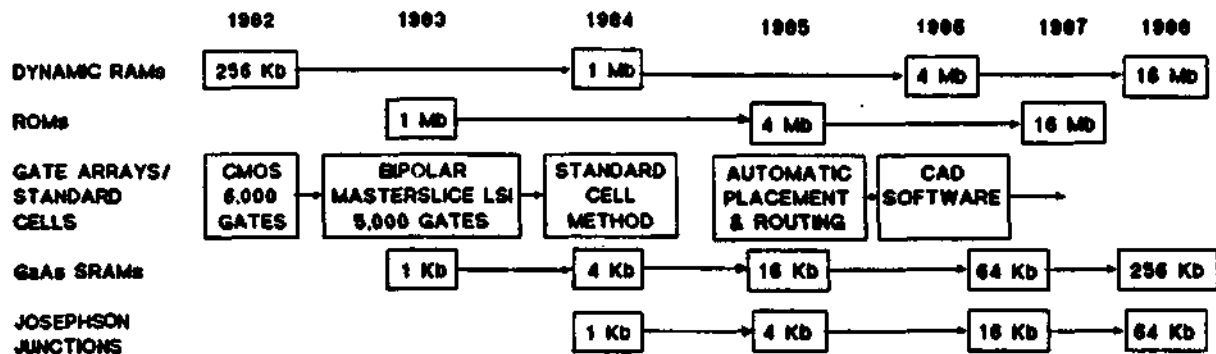 1982 1983 1984 1985 1986 1987 1988
DYNAMIC RAMs
256 Kb
1 Mb
4 Mb
16 Mb
ROMs
1 Mb
4 Mb
16 Mb
GATE ARRAYS/
STANDARD
CELLS
CMOS
6,000
GATES
BIPOLAR
MASTERSLICE LSI
5,000 GATES
STANDARD
CELL
METHOD
AUTOMATIC
PLACEMENT
& ROUTING
CAD
SOFTWARE
GaAs SRAMs
1 Kb
4 Kb
16 Kb
64 Kb
256 Kb
JOSEPHSON
JUNCTIONS
1 Kb
4 Kb
16 Kb
64 Kb